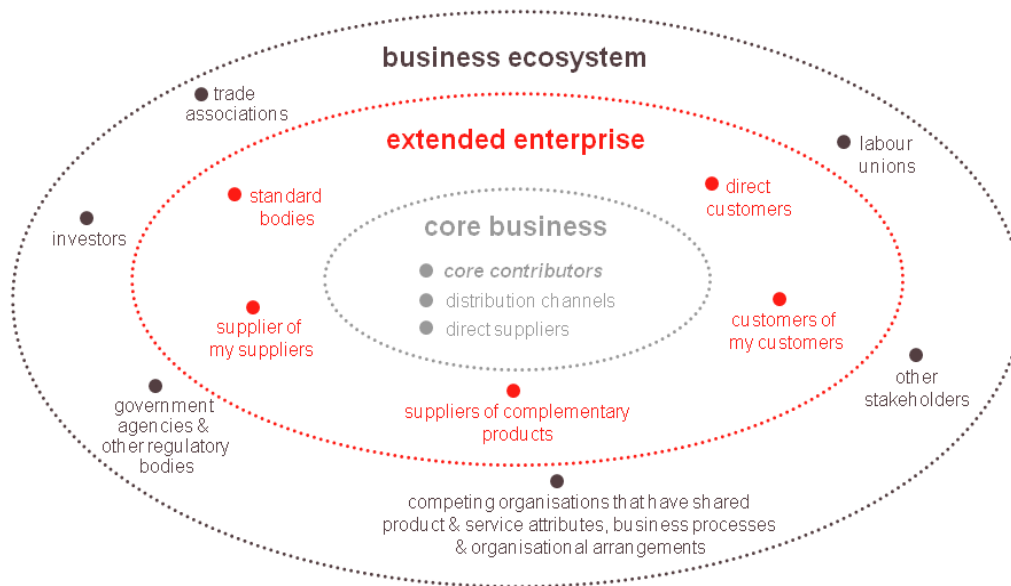 business ecosystem
trade
associations
extended enterprise
labour
unions
standard
bodies
direct
customers
investors
core business
core contributors
distribution channels
direct suppliers
supplier of
my suppliers
customers of
my customers
other
stakeholders
government
agencies &
other regulatory
bodies
suppliers of complementary
products
competing organisations that have shared
product & service attributes, business processes
& organisational arrangements